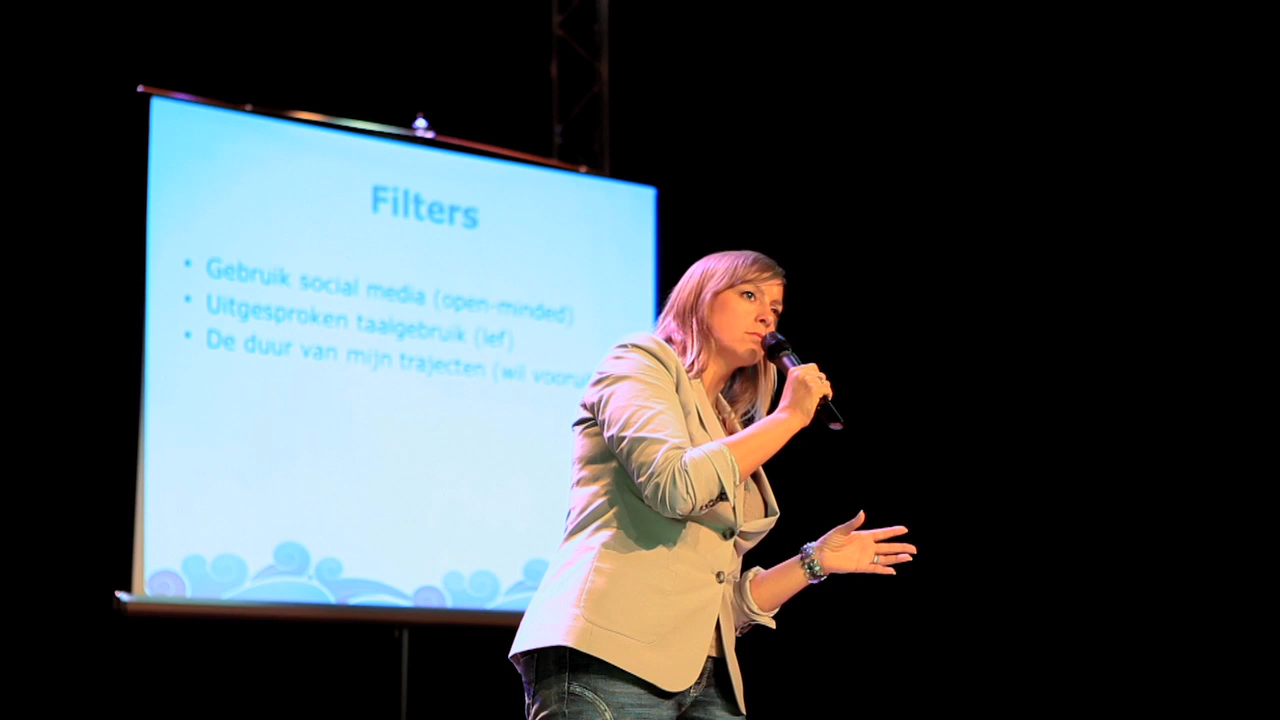 Filters
• Gebruik social media (open-minded)
• Uitgesproken taalgebruik (lef)
• De duur van mijn trajecten (wil